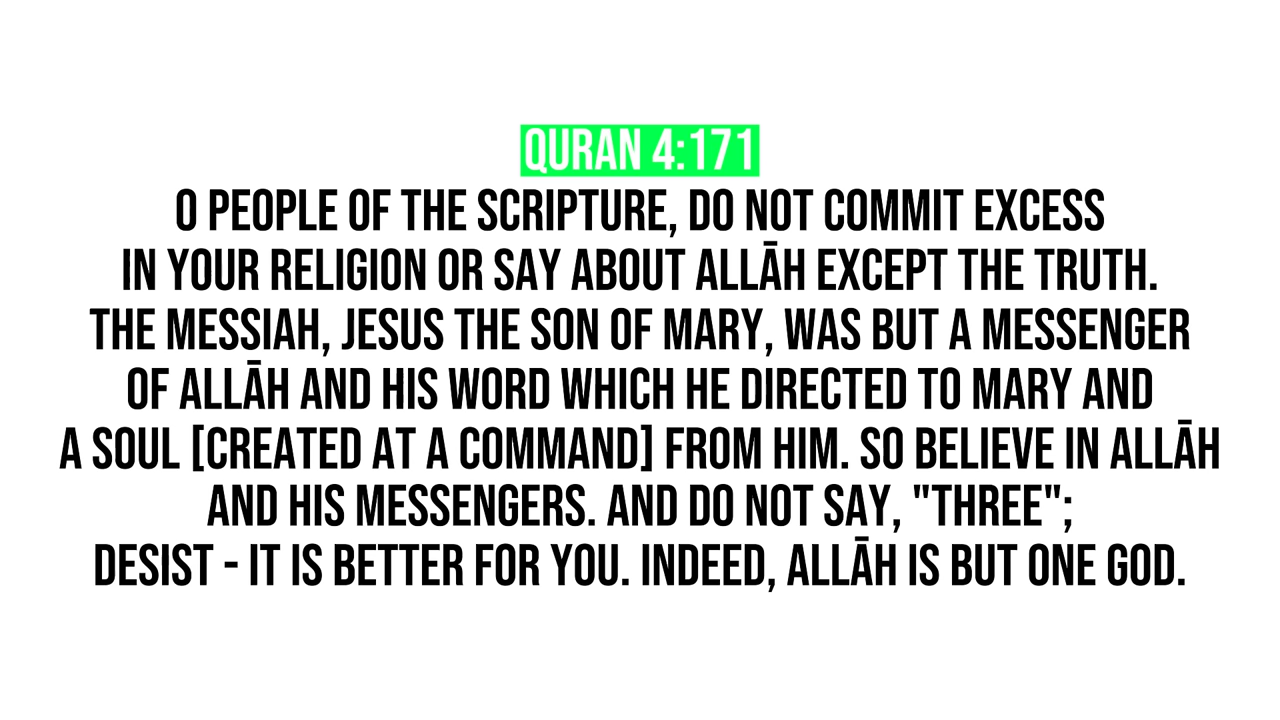 QURAN 4:171
O PEOPLE OF THE SCRIPTURE, DO NOT COMMIT EXCESS
IN YOUR RELIGION OR SAY ABOUT ALLĀH EXCEPT THE TRUTH.
THE MESSIAH, JESUS THE SON OF MARY, WAS BUT A MESSENGER
OF ALLĀH AND HIS WORD WHICH HE DIRECTED TO MARY AND
A SOUL [CREATED AT A COMMAND] FROM HIM. SO BELIEVE IN ALLĀH
AND HIS MESSENGERS. AND DO NOT SAY, "THREE";
DESIST - IT IS BETTER FOR YOU. INDEED, ALLĀH IS BUT ONE GOD.